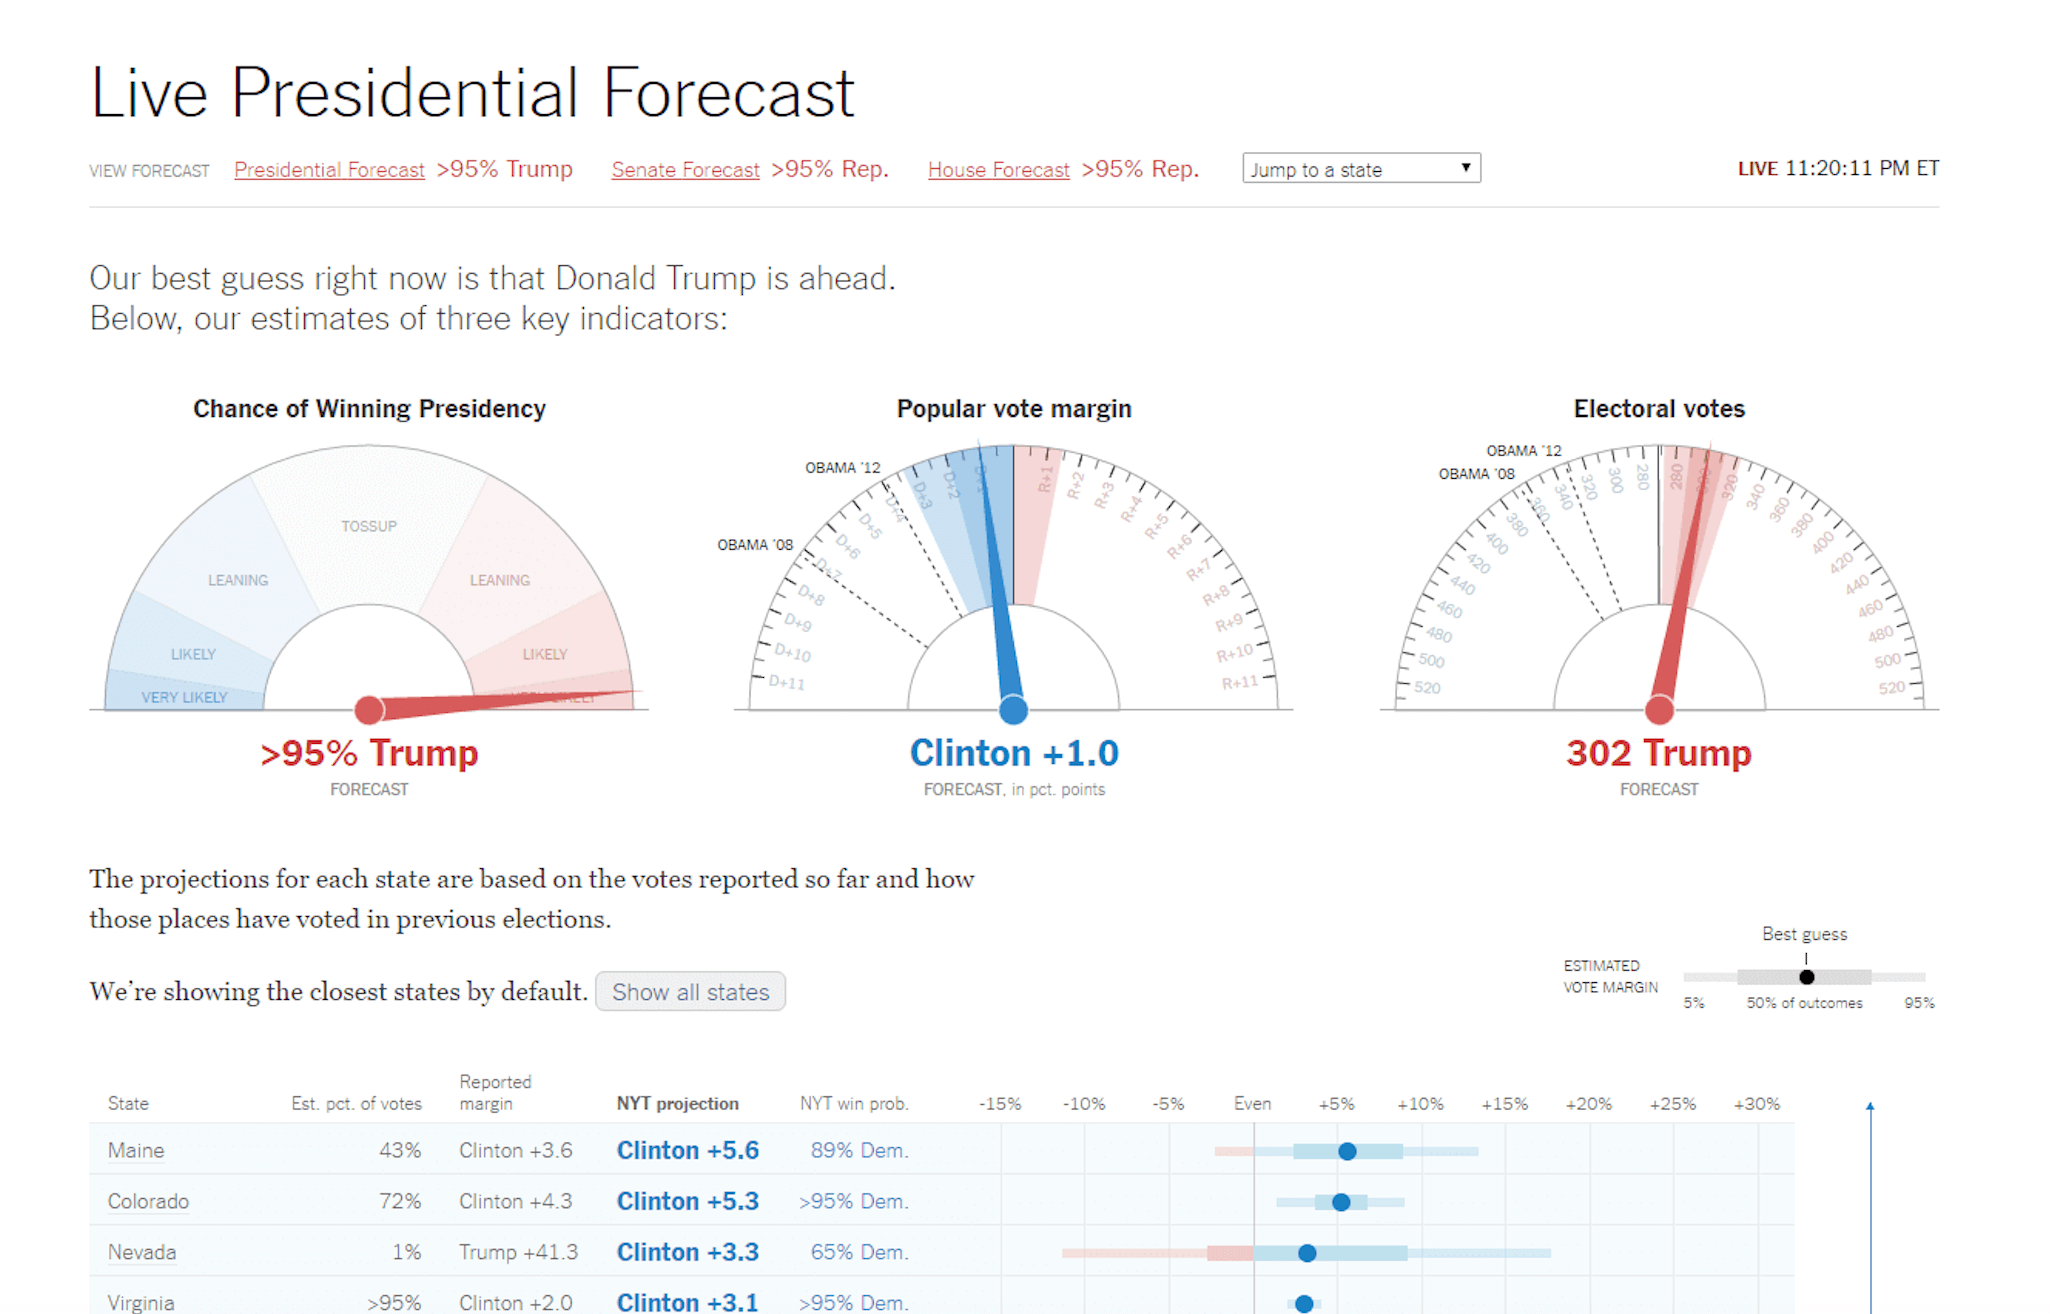 Live Presidential Forecast
VIEW FORECAST Presidential Forecast >95% Trump Senate Forecast >95% Rep. House Forecast >95% Rep. Jump to a state LIVE 11:20:11 PM ET
Our best guess right now is that Donald Trump is ahead.
Below, our estimates of three key indicators:
Chance of Winning Presidency
TOSSUP
LEANING LEANING
LIKELY LIKELY
VERY LIKELY VERY LIKELY
>95% Trump
FORECAST
Popular vote margin
OBAMA '12
OBAMA '08
D+11 D+10 D+9 D+8 D+7 D+6 D+5 D+4 D+3 D+2 D+1 R+1 R+2 R+3 R+4 R+5 R+6 R+7 R+8 R+9 R+10 R+11
Clinton +1.0
FORECAST, in pct. points
Electoral votes
OBAMA '12
OBAMA '08
520 500 480 460 440 420 400 380 360 340 320 300 280 280 300 320 340 360 380 400 420 440 460 480 500 520
302 Trump
FORECAST
The projections for each state are based on the votes reported so far and how
those places have voted in previous elections.
We're showing the closest states by default. Show all states
Best guess
ESTIMATED
VOTE MARGIN
5% 50% of outcomes 95%
State Est. pct. of votes Reported margin NYT projection NYT win prob. -15% -10% -5% Even +5% +10% +15% +20% +25% +30%
Maine 43% Clinton +3.6 Clinton +5.6 89% Dem.
Colorado 72% Clinton +4.3 Clinton +5.3 >95% Dem.
Nevada 1% Trump +41.3 Clinton +3.3 65% Dem.
Virginia >95% Clinton +2.0 Clinton +3.1 >95% Dem.